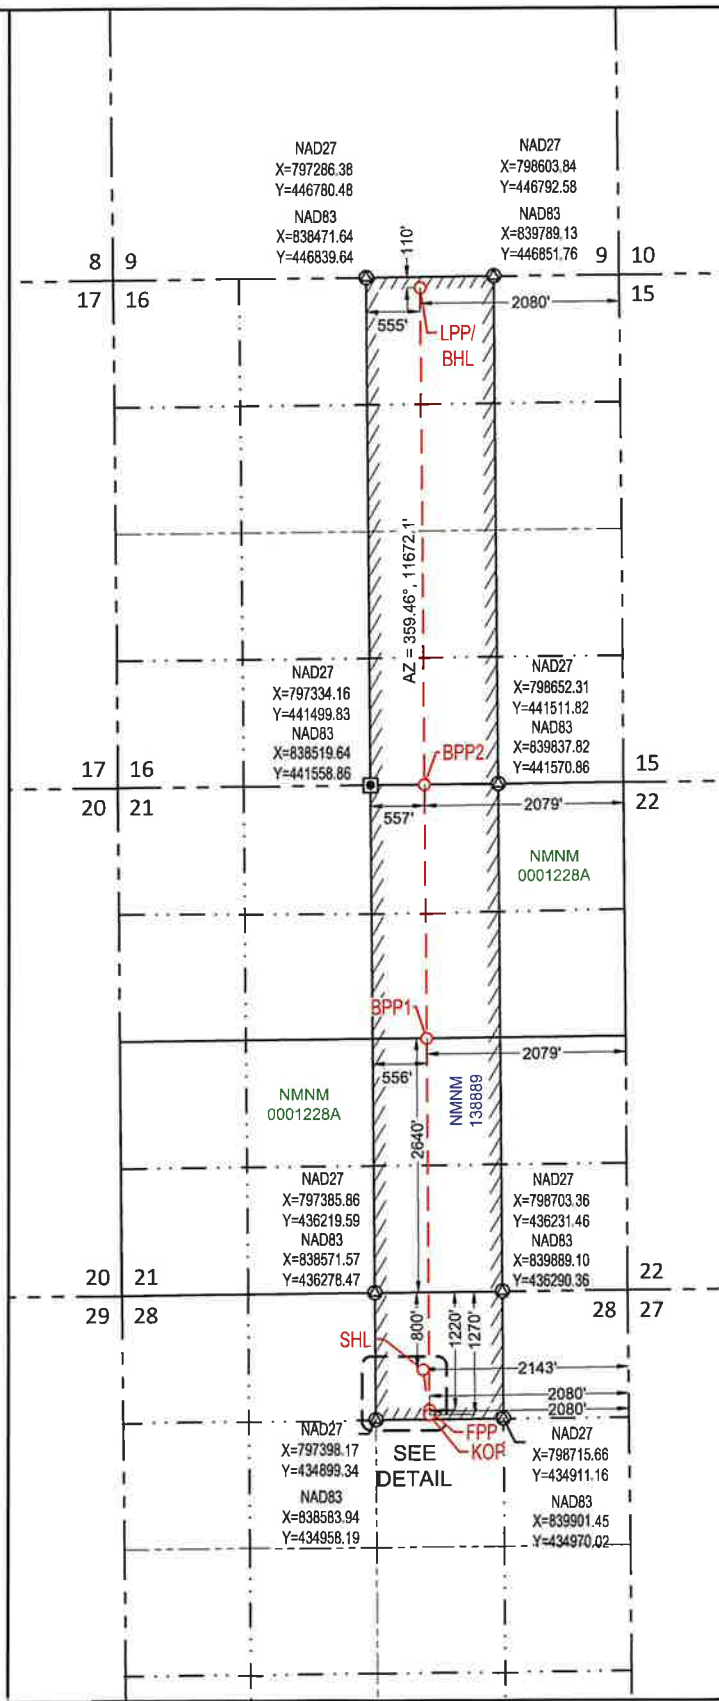 NAD27
X=797286.38
Y=446780.48
NAD83
X=838471.64
Y=446839.64
NAD27
X=798603.84
Y=446792.58
NAD83
X=839789.13
Y=446851.76
110'
8 9
17 16
9 10
15
555'
2080'
LPP/
BHL
AZ = 359.46°, 11672.1'
NAD27
X=797334.16
Y=441499.83
NAD83
X=838519.64
Y=441558.86
NAD27
X=798652.31
Y=441511.82
NAD83
X=839837.82
Y=441570.86
BPP2
17 16
20 21
15
22
557'
2079'
NMNM
0001228A
BPP1
2079'
556'
NMNM
0001228A
NMNM
138889
2640'
NAD27
X=797385.86
Y=436219.59
NAD83
X=838571.57
Y=436278.47
NAD27
X=798703.36
Y=436231.46
NAD83
X=839889.10
Y=436290.36
20 21
29 28
22
28 27
800'
1220'
1270'
SHL
2143'
2080'
2080'
FPP
KOP
SEE
DETAIL
NAD27
X=797398.17
Y=434899.34
NAD83
X=838583.94
Y=434958.19
NAD27
X=798715.66
Y=434911.16
NAD83
X=839901.45
Y=434970.02